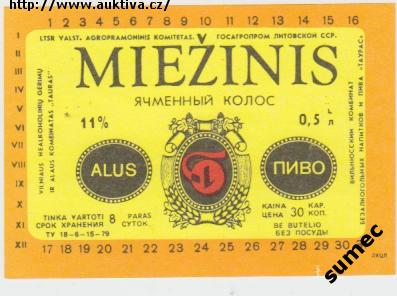 http://www.auktiva.cz/
1 2 3 4 5 6 7 8 9 10 11 12 13 14 15 16
LTSR VALST. AGROPRAMONINIS KOMITETAS. ГОСАГРОПРОМ ЛИТОВСКОЙ ССР.
MIEŽINIS
ЯЧМЕННЫЙ КОЛОС
11% 0,5 L л
ALUS
ПИВО
VILNIAUS NEALKOHOLINIŲ GĖRIMŲ
IR ALAUS KOMBINATAS „TAURAS"
ВИЛЬНЮССКИЙ КОМБИНАТ
БЕЗАЛКОГОЛЬНЫХ НАПИТКОВ И ПИВА «ТАУРАС»
TINKA VARTOTI 8 PARAS
СРОК ХРАНЕНИЯ СУТОК
ТУ 18-6-15-79
KAINA 30 KAP.
ЦЕНА КОП.
BE BUTELIO
БЕЗ ПОСУДЫ
I
II
III
IV
V
VI
VII
VIII
IX
X
XI
XII
17 18 19 20 21 22 23 24 25 26 27 28 29 30
sumec